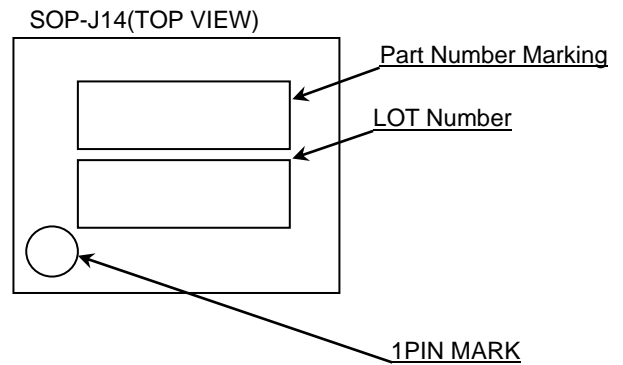 SOP-J14(TOP VIEW)
Part Number Marking
LOT Number
1PIN MARK